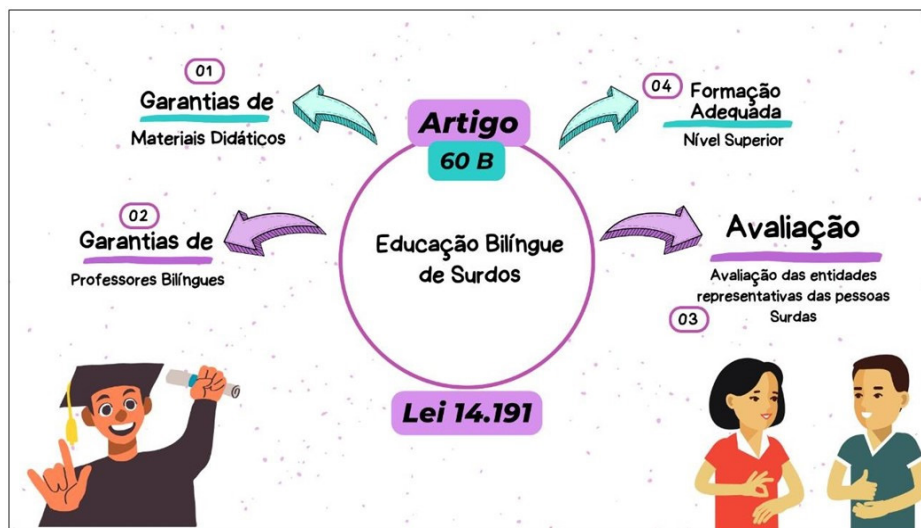 01
Garantias de
Materiais Didáticos
02
Garantias de
Professores Bilíngues
Artigo
60 B
Educação Bilíngue
de Surdos
Lei 14.191
04
Formação
Adequada
Nível Superior
Avaliação
Avaliação das entidades
representativas das pessoas
Surdas
03